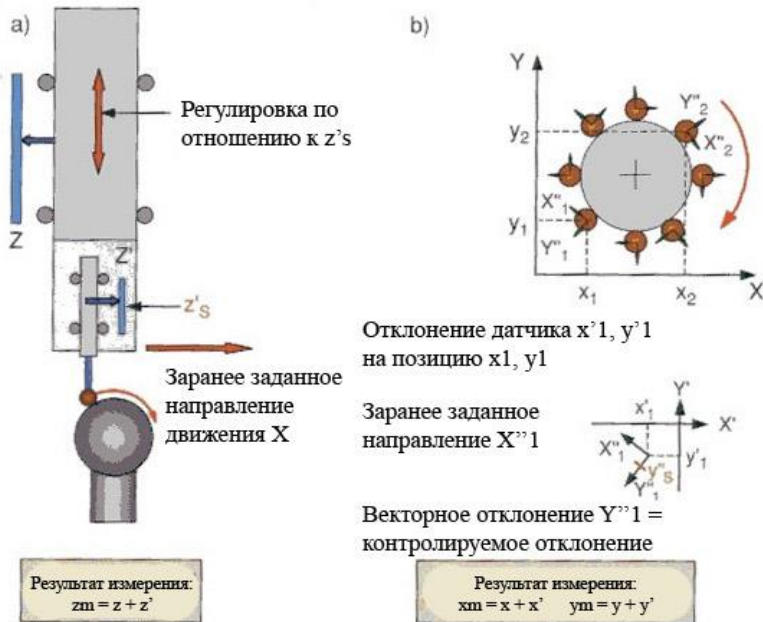 a)
Регулировка по
отношению к z’s
Z
Z'
z's
Заранее заданное
направление
движения X
Результат измерения:
zm = z + z’
b)
Y
Y"2
X"2
y2
X"1
y1
Y"1
x1
x2
X
Отклонение датчика x’1, y’1
на позицию x1, y1
Заранее заданное
направление X”1
Y'
x'1
X'
X"1
y"s
y'1
Y"1
Векторное отклонение Y”1 =
контролируемое отклонение
Результат измерения:
xm = x + x’ ym = y + y’